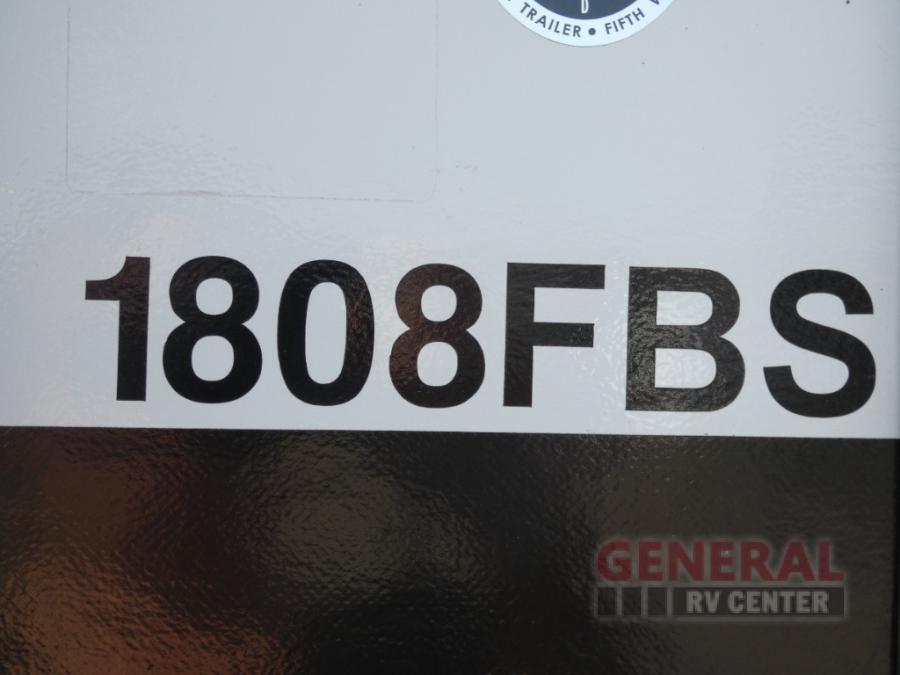 TRAILER • FIFTH
1808FBS
GENERAL
RV CENTER